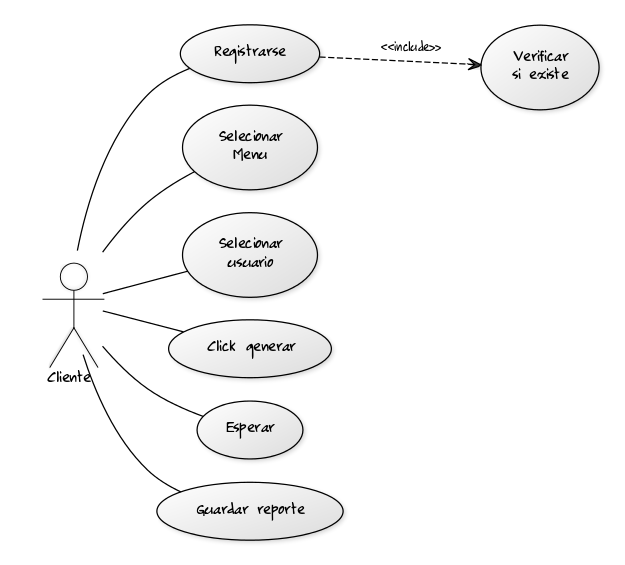 Registrarse
<<include>>
Verificar
si existe
Selecionar
Menu
Selecionar
usuario
Click generar
Cliente
Esperar
Guardar reporte